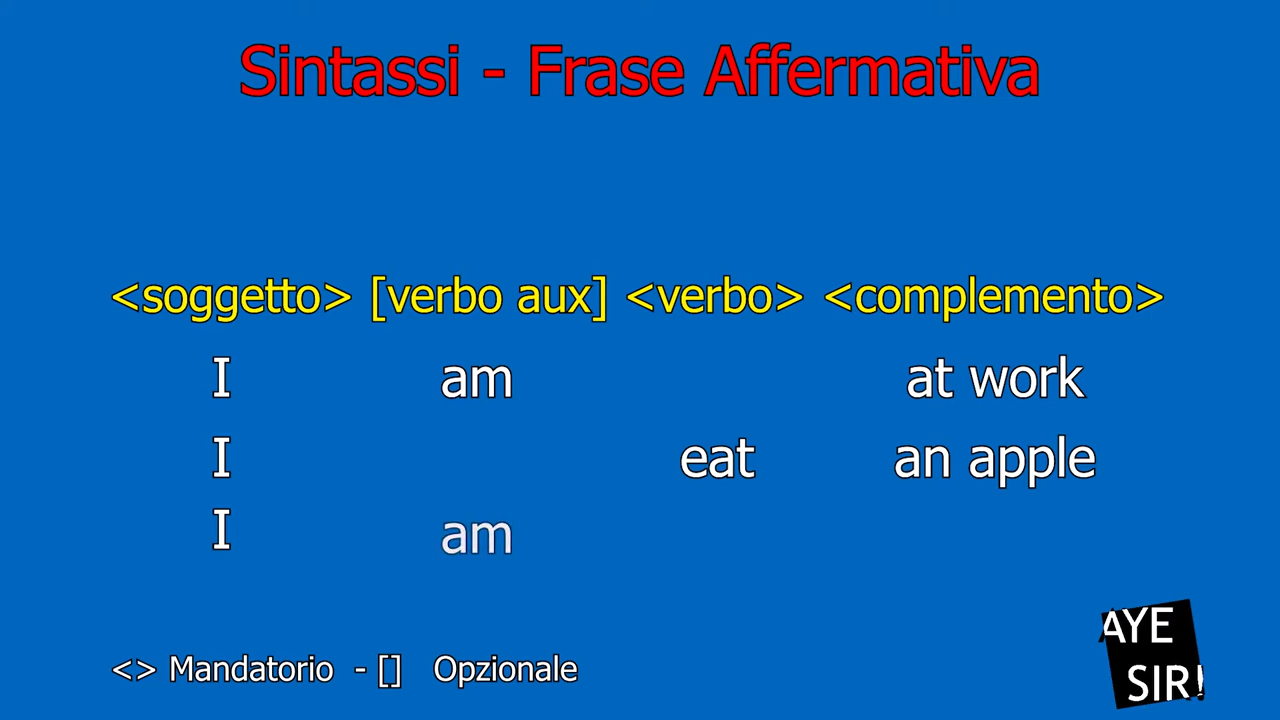 Sintassi - Frase Affermativa
<soggetto> [verbo aux] <verbo> <complemento>
I am at work
I eat an apple
I am
<> Mandatorio - [] Opzionale
AYE
SIR!